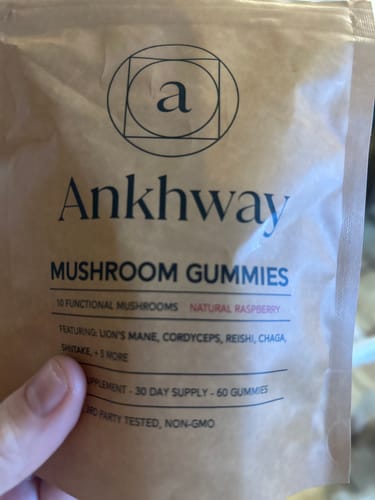 a
Ankhway
MUSHROOM GUMMIES
10 FUNCTIONAL MUSHROOMS NATURAL RASPBERRY
FEATURING: LION'S MANE, CORDYCEPS, REISHI, CHAGA,
SHIITAKE, + 5 MORE
SUPPLEMENT - 30 DAY SUPPLY - 60 GUMMIES
3RD PARTY TESTED, NON-GMO